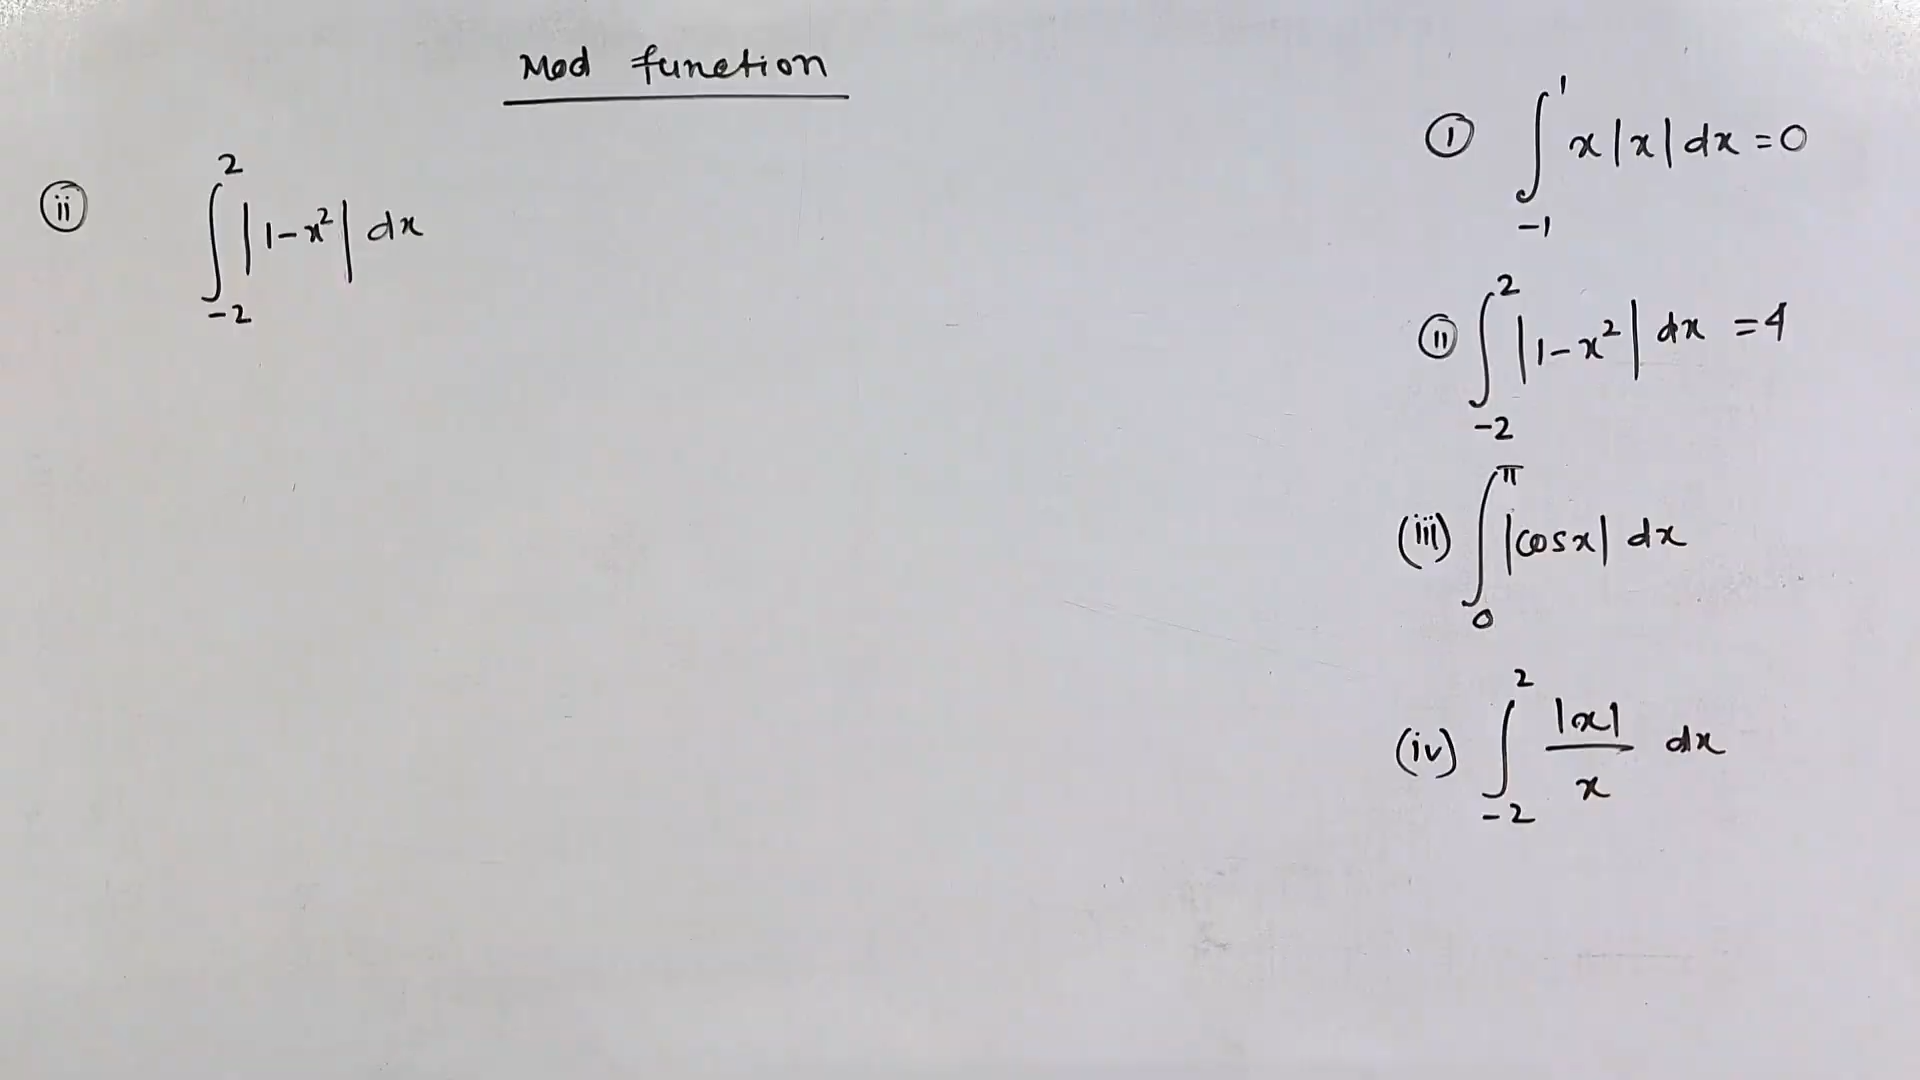 Mod function
(ii) ∫_{-2}^{2} |1-x²| dx
(i) ∫_{-1}^{1} x|x| dx = 0
(ii) ∫_{-2}^{2} |1-x²| dx = 4
(iii) ∫_{0}^{π} |cosx| dx
(iv) ∫_{-2}^{2} |x|/x dx